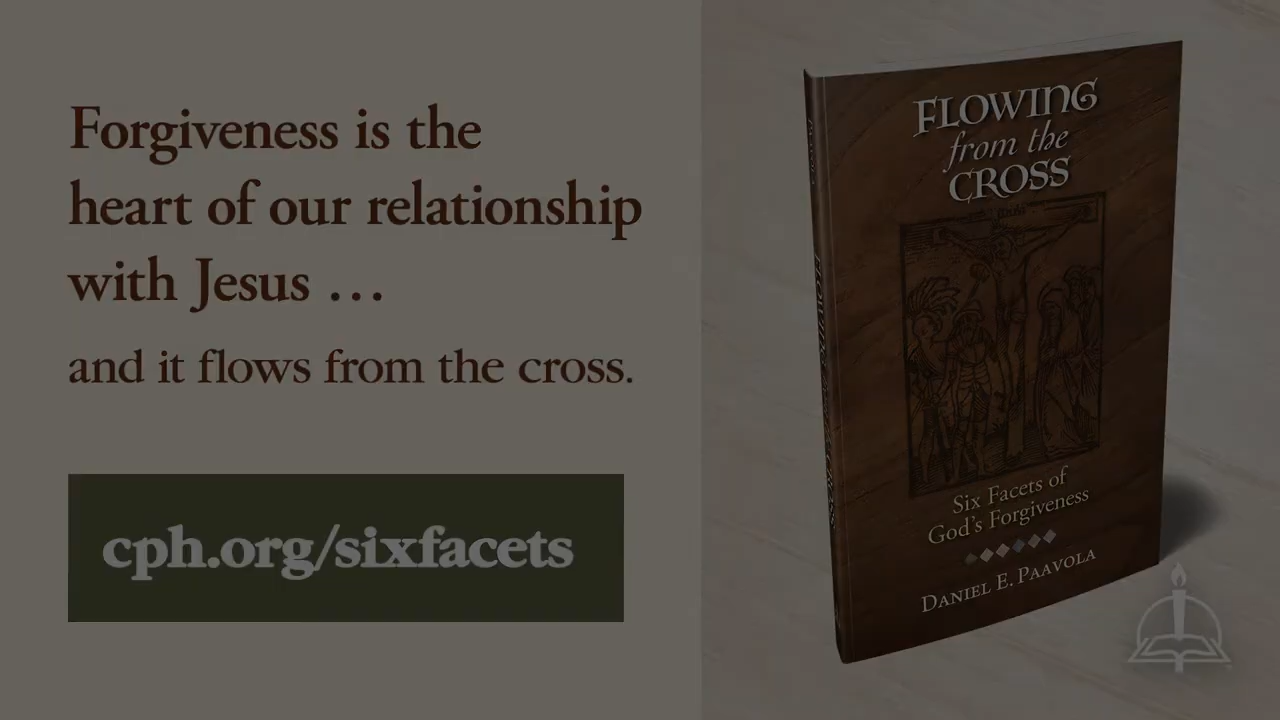 Forgiveness is the
heart of our relationship
with Jesus …
and it flows from the cross.
cph.org/sixfacets
FLOWING
from the
CROSS
Six Facets of
God's Forgiveness
DANIEL E. PAAVOLA